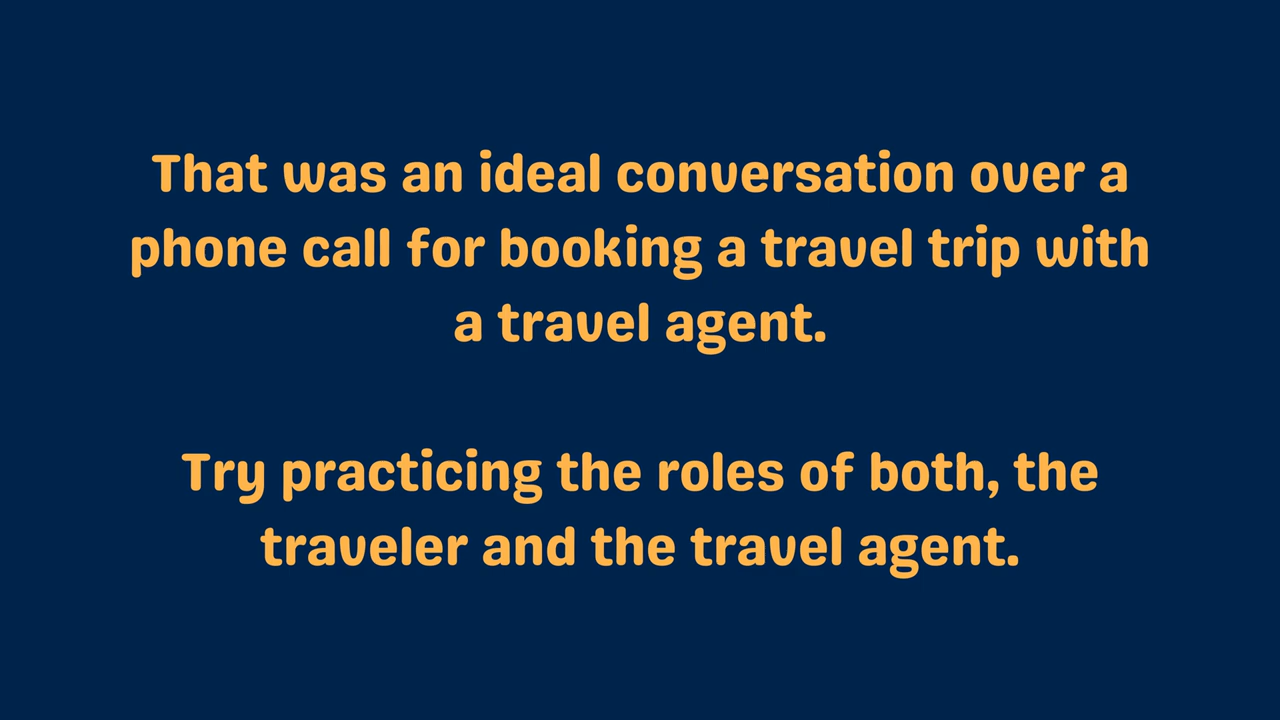 That was an ideal conversation over a
phone call for booking a travel trip with
a travel agent.
Try practicing the roles of both, the
traveler and the travel agent.